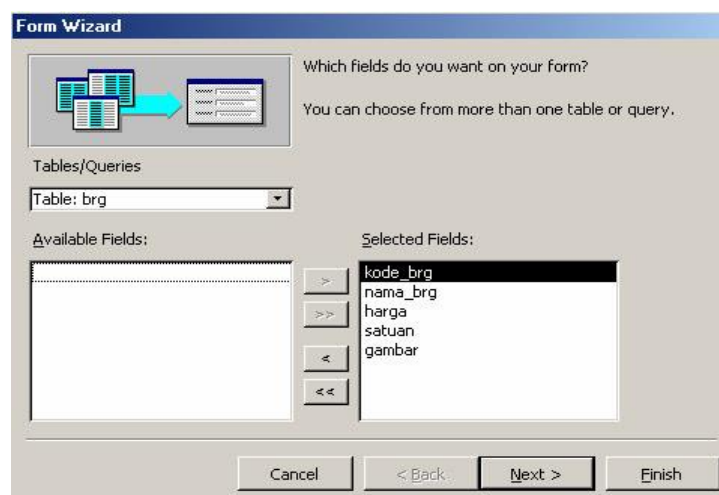 Form Wizard
Which fields do you want on your form?
You can choose from more than one table or query.
Tables/Queries
Table: brg
Available Fields:
Selected Fields:
>
>>
<
<<
kode_brg
nama_brg
harga
satuan
gambar
Cancel
< Back
Next >
Finish